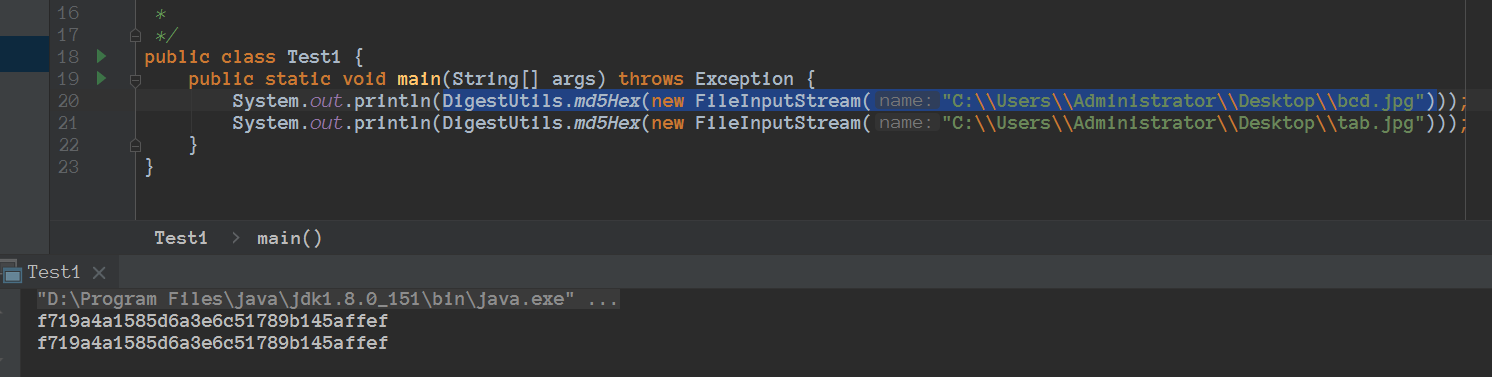 16 *
17 */
18 public class Test1 {
19 public static void main(String[] args) throws Exception {
20 System.out.println(DigestUtils.md5Hex(new FileInputStream( name: "C:\\Users\\Administrator\\Desktop\\bcd.jpg")));
21 System.out.println(DigestUtils.md5Hex(new FileInputStream( name: "C:\\Users\\Administrator\\Desktop\\tab.jpg")));
22 }
23 }
Test1 > main()
Test1 ×
"D:\Program Files\java\jdk1.8.0_151\bin\java.exe" ...
f719a4a1585d6a3e6c51789b145affef
f719a4a1585d6a3e6c51789b145affef